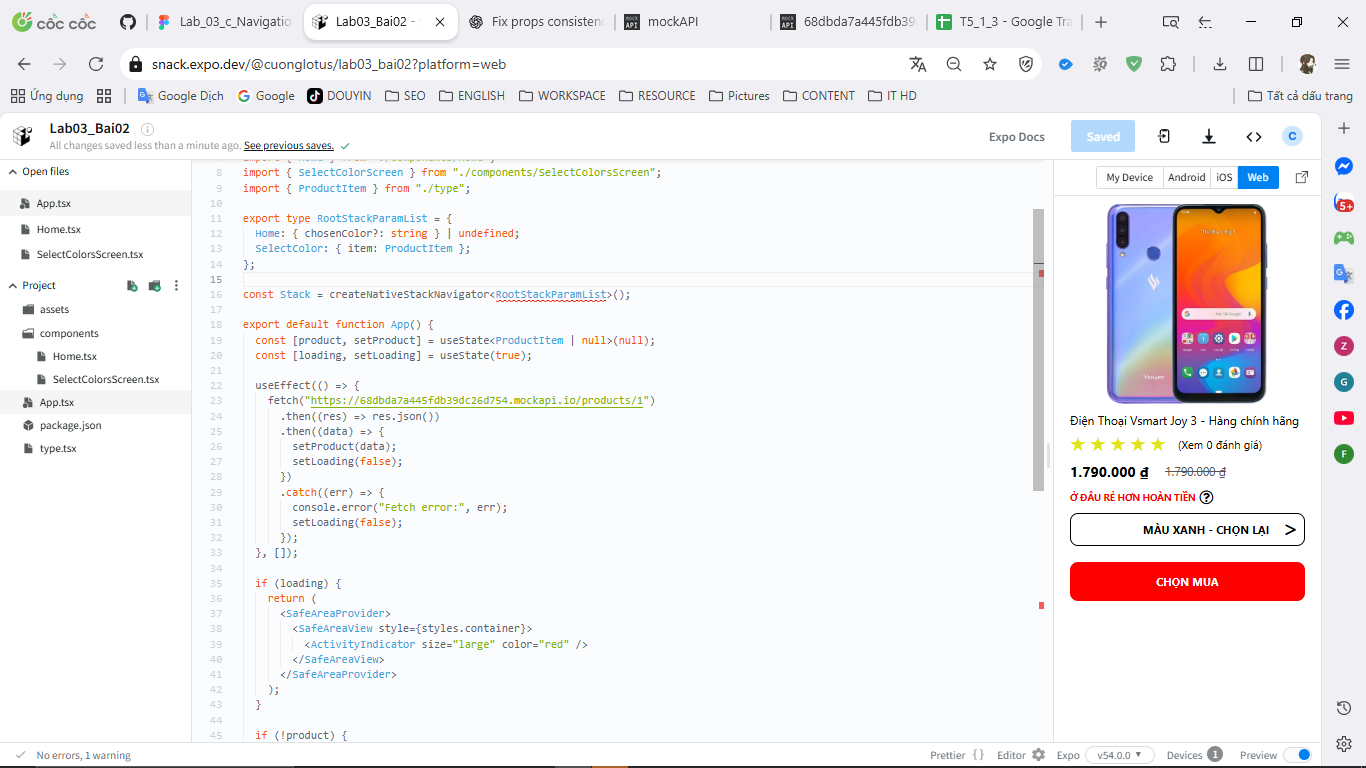 cốc cốc
Lab_03_c_Navigatio
Lab03_Bai02 -
Fix props consistenc
mockAPI
68dbda7a445fdb39
T5_1_3 - Google Tra
snack.expo.dev/@cuonglotus/lab03_bai02?platform=web
Ứng dụng
Google Dịch
Google
DOUYIN
SEO
ENGLISH
WORKSPACE
RESOURCE
Pictures
CONTENT
IT HD
Tất cả dấu trang
Lab03_Bai02
All changes saved less than a minute ago. See previous saves.
Expo Docs
Saved
C
Open files
App.tsx
Home.tsx
SelectColorsScreen.tsx
Project
assets
components
Home.tsx
SelectColorsScreen.tsx
App.tsx
package.json
type.tsx
8 import { SelectColorScreen } from "./components/SelectColorsScreen";
9 import { ProductItem } from "./type";
10
11 export type RootStackParamList = {
12 Home: { chosenColor?: string } | undefined;
13 SelectColor: { item: ProductItem };
14 };
15
16 const Stack = createNativeStackNavigator<RootStackParamList>();
17
18 export default function App() {
19 const [product, setProduct] = useState<ProductItem | null>(null);
20 const [loading, setLoading] = useState(true);
21
22 useEffect(() => {
23 fetch("https://68dbda7a445fdb39dc26d754.mockapi.io/products/1")
24 .then((res) => res.json())
25 .then((data) => {
26 setProduct(data);
27 setLoading(false);
28 })
29 .catch((err) => {
30 console.error("Fetch error:", err);
31 setLoading(false);
32 });
33 }, []);
34
35 if (loading) {
36 return (
37 <SafeAreaProvider>
38 <SafeAreaView style={styles.container}>
39 <ActivityIndicator size="large" color="red" />
40 </SafeAreaView>
41 </SafeAreaProvider>
42 );
43 }
44
45 if (!product) {
My Device
Android
iOS
Web
Vsmart
Điện Thoại Vsmart Joy 3 - Hàng chính hãng
(Xem 0 đánh giá)
1.790.000 ₫
1.790.000 ₫
Ở ĐÂU RẺ HƠN HOÀN TIỀN
MÀU XANH - CHỌN LẠI
>
CHỌN MUA
5+
Z
G
F
No errors, 1 warning
Prettier { }
Editor
Expo
v54.0.0
Devices 1
Preview